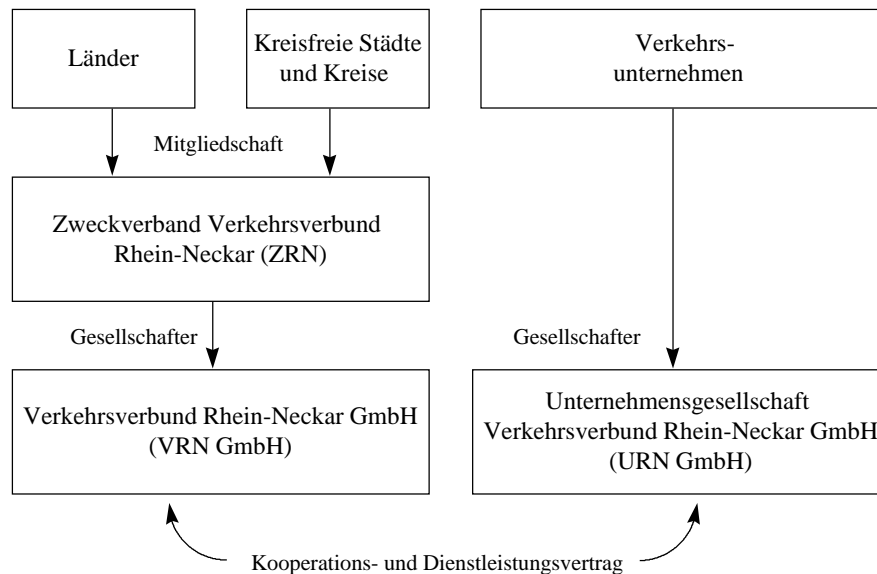 Länder
Kreisfreie Städte
und Kreise
Verkehrs-
unternehmen
Mitgliedschaft
Zweckverband Verkehrsverbund
Rhein-Neckar (ZRN)
Gesellschafter
Gesellschafter
Verkehrsverbund Rhein-Neckar GmbH
(VRN GmbH)
Unternehmensgesellschaft
Verkehrsverbund Rhein-Neckar GmbH
(URN GmbH)
Kooperations- und Dienstleistungsvertrag